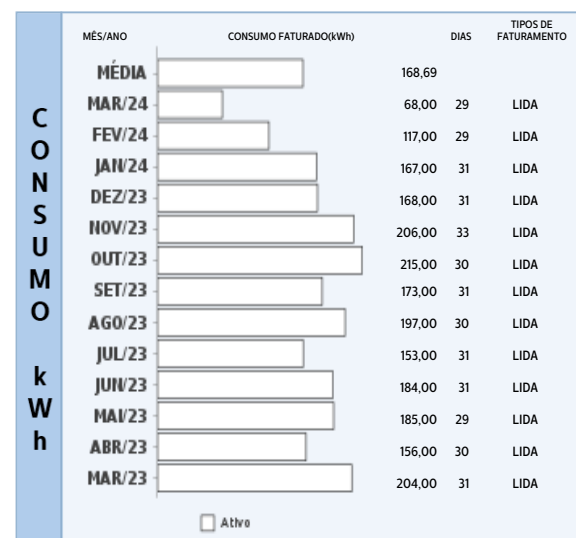 CONSUMO kWh
MÊS/ANO CONSUMO FATURADO(kWh) DIAS TIPOS DE FATURAMENTO
MÉDIA 168,69
MAR/24 68,00 29 LIDA
FEV/24 117,00 29 LIDA
JAN/24 167,00 31 LIDA
DEZ/23 168,00 31 LIDA
NOV/23 206,00 33 LIDA
OUT/23 215,00 30 LIDA
SET/23 173,00 31 LIDA
AGO/23 197,00 30 LIDA
JUL/23 153,00 31 LIDA
JUN/23 184,00 31 LIDA
MAI/23 185,00 29 LIDA
ABR/23 156,00 30 LIDA
MAR/23 204,00 31 LIDA
Ativo